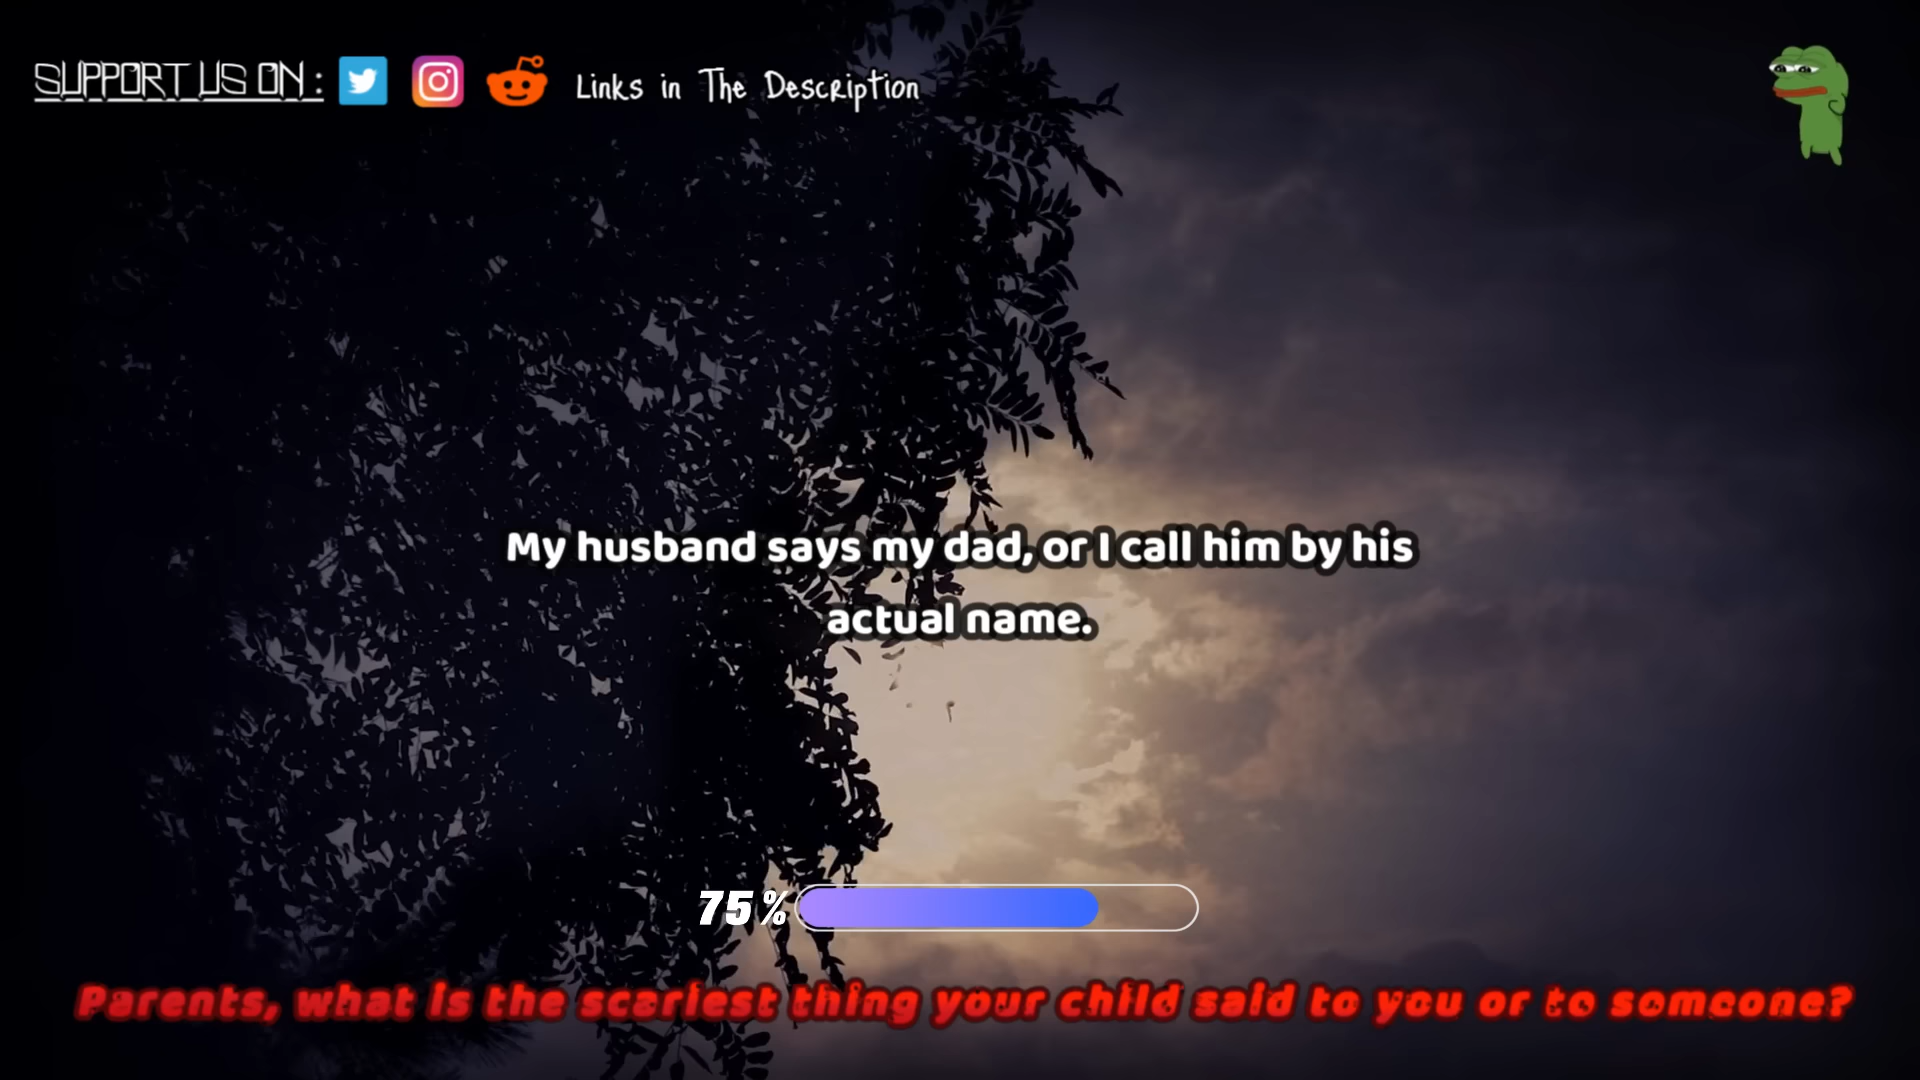 SUPPORT US ON : Links in The Description
My husband says my dad, or I call him by his
actual name.
75%
Parents, what is the scariest thing your child said to you or to someone?